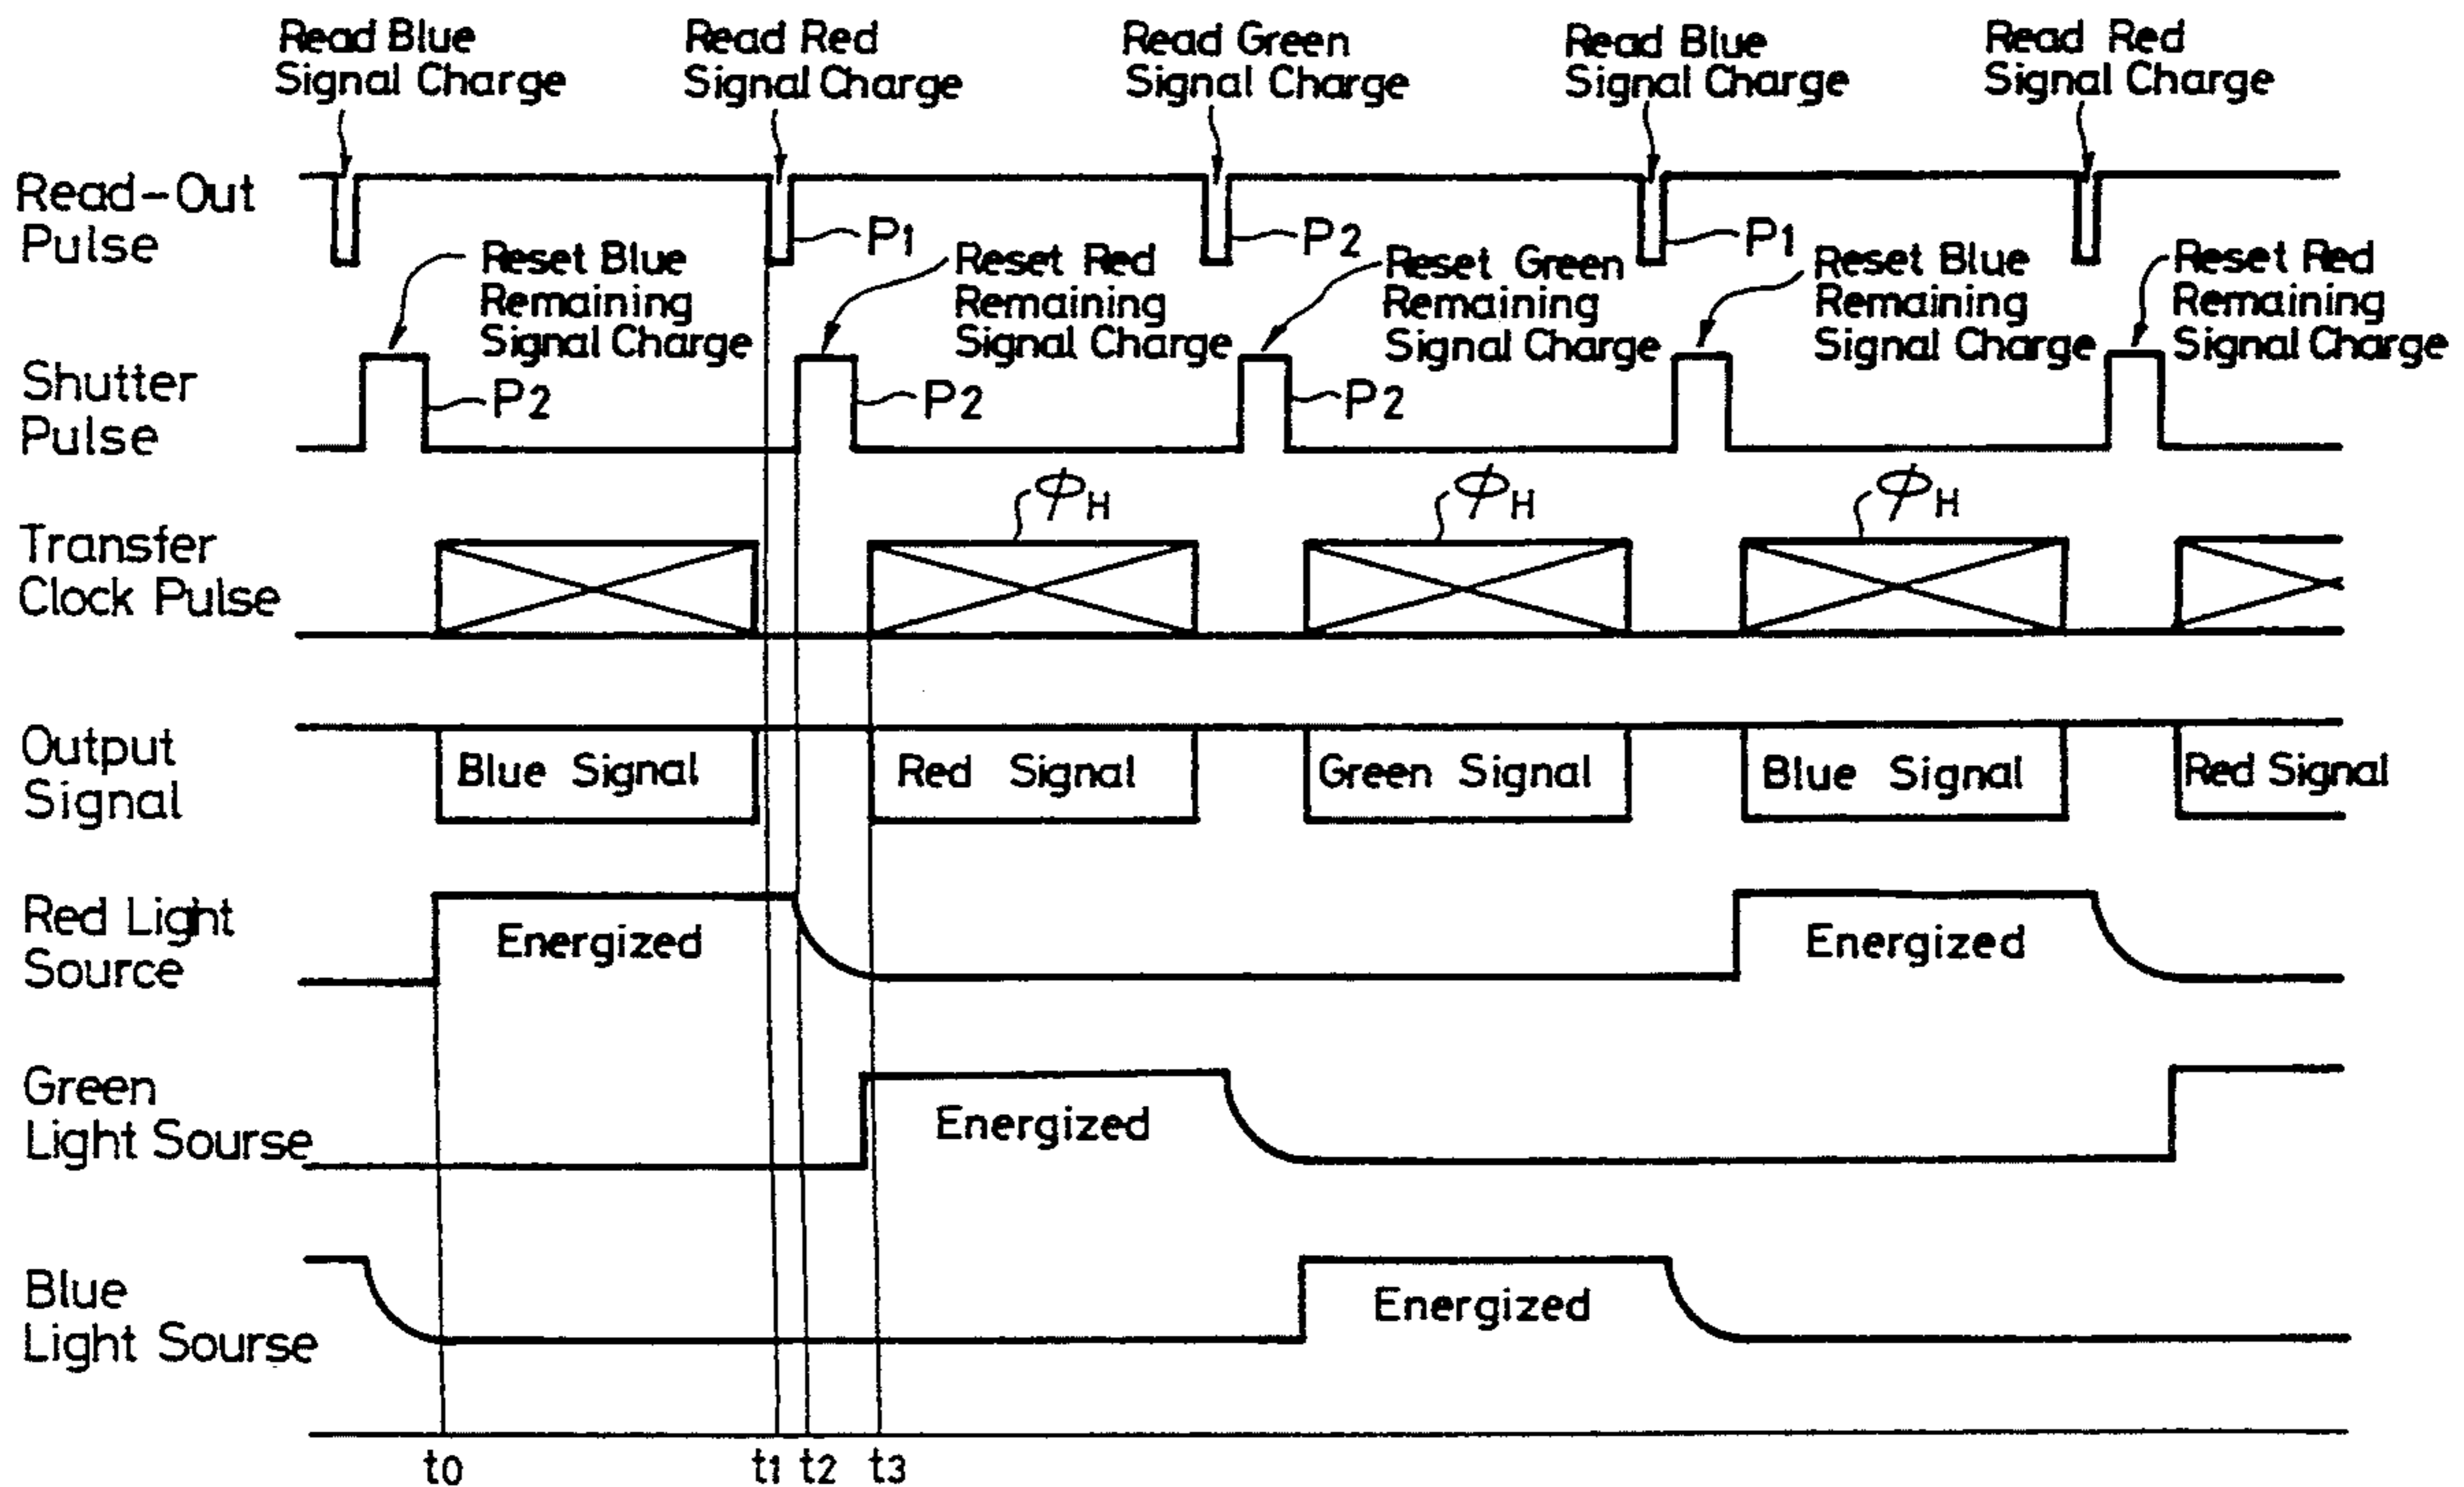 Read Blue
Signal Charge
Read Red
Signal Charge
Read Green
Signal Charge
Read Blue
Signal Charge
Read Red
Signal Charge
Read-Out
Pulse
P1
P2
P1
Reset Blue
Remaining
Signal Charge
Reset Red
Remaining
Signal Charge
Reset Green
Remaining
Signal Charge
Reset Blue
Remaining
Signal Charge
Reset Red
Remaining
Signal Charge
Shutter
Pulse
P2
P2
P2
Transfer
Clock Pulse
ϕH
ϕH
ϕH
Output
Signal
Blue Signal
Red Signal
Green Signal
Blue Signal
Red Signal
Red Light
Source
Energized
Energized
Green
Light Sourse
Energized
Blue
Light Sourse
Energized
t0 t1 t2 t3